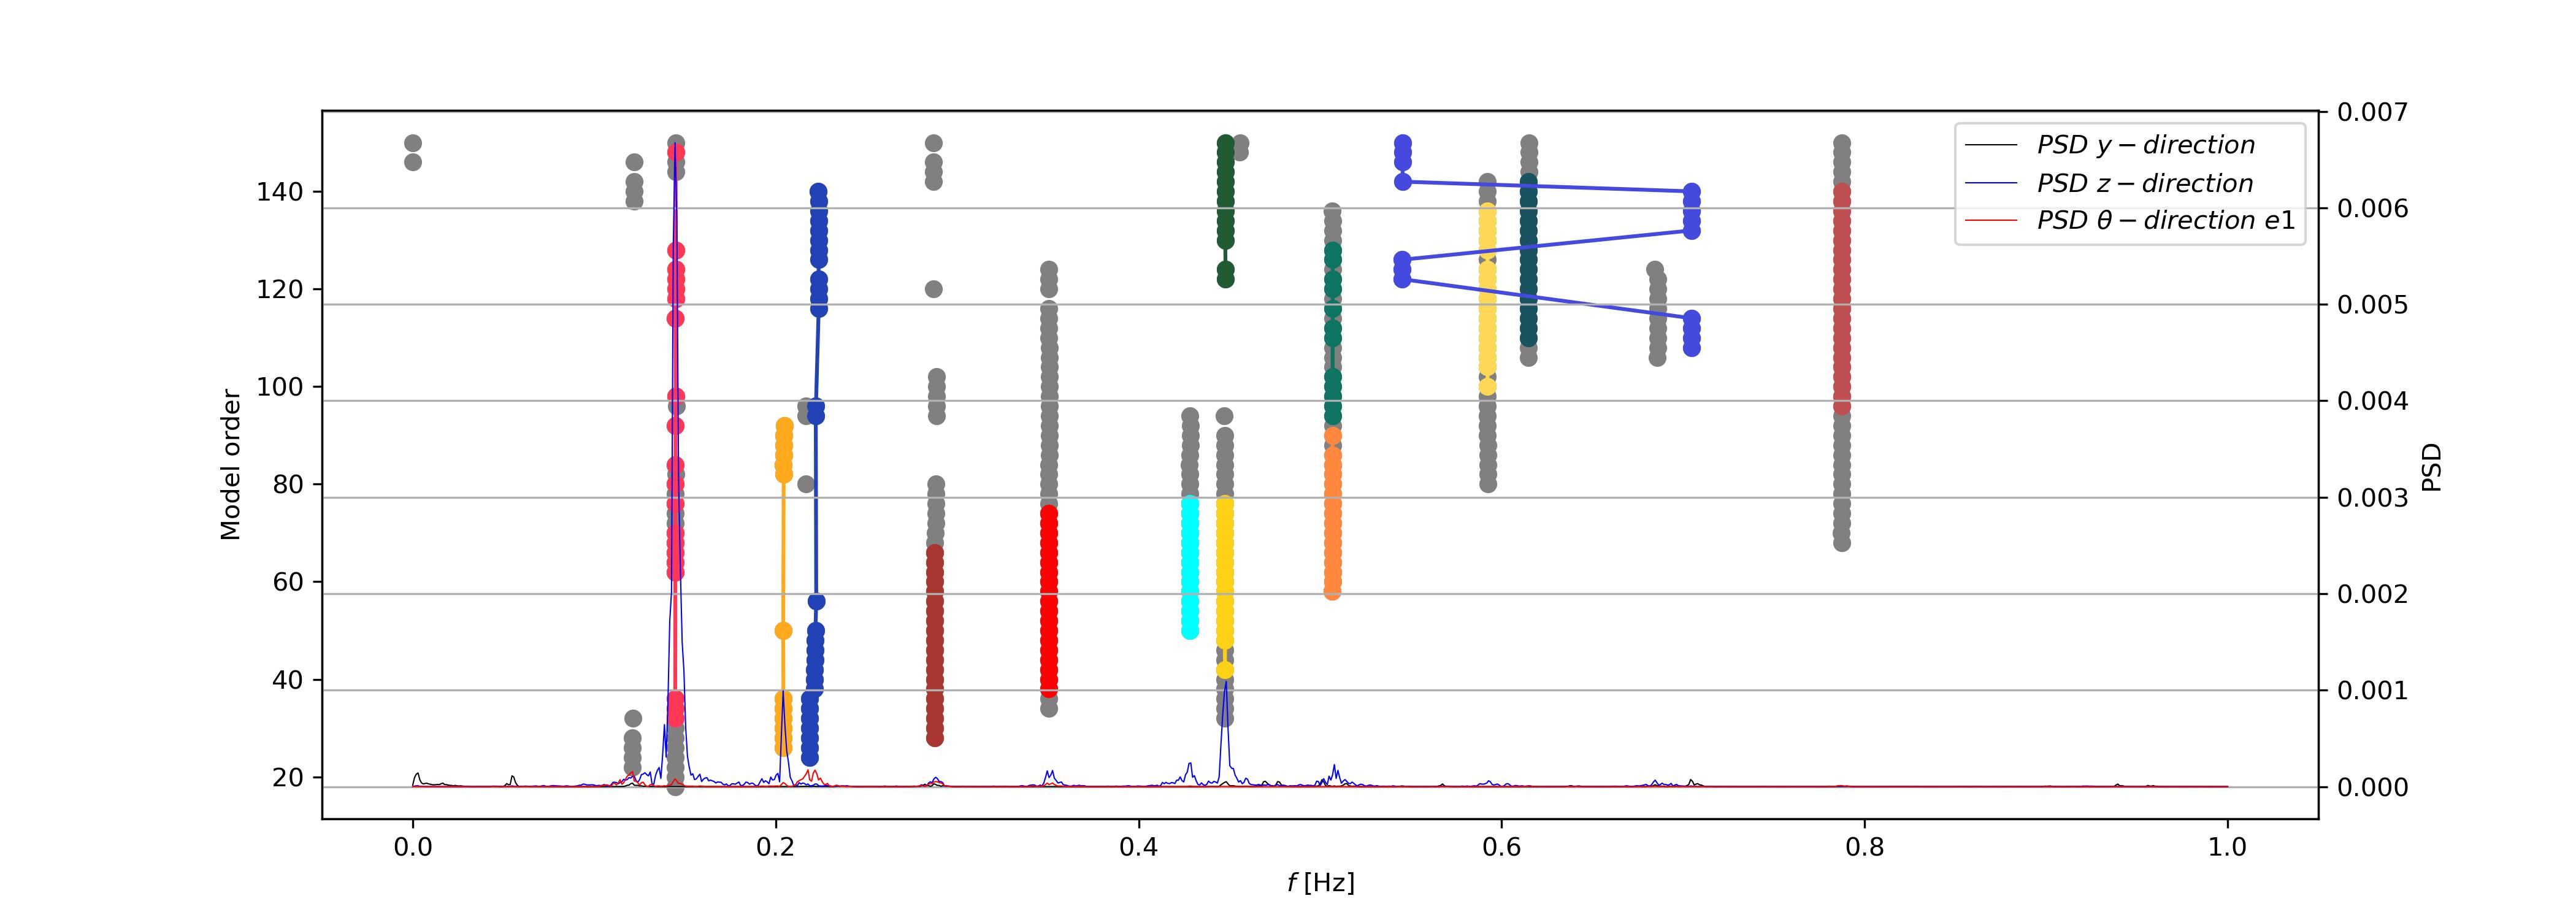 0.007
PSD y − direction
PSD z − direction
PSD θ − direction e1
140
0.006
120
0.005
100
0.004
80
0.003
60
0.002
40
0.001
20
0.000
Model order
PSD
0.0 0.2 0.4 0.6 0.8 1.0
f [Hz]